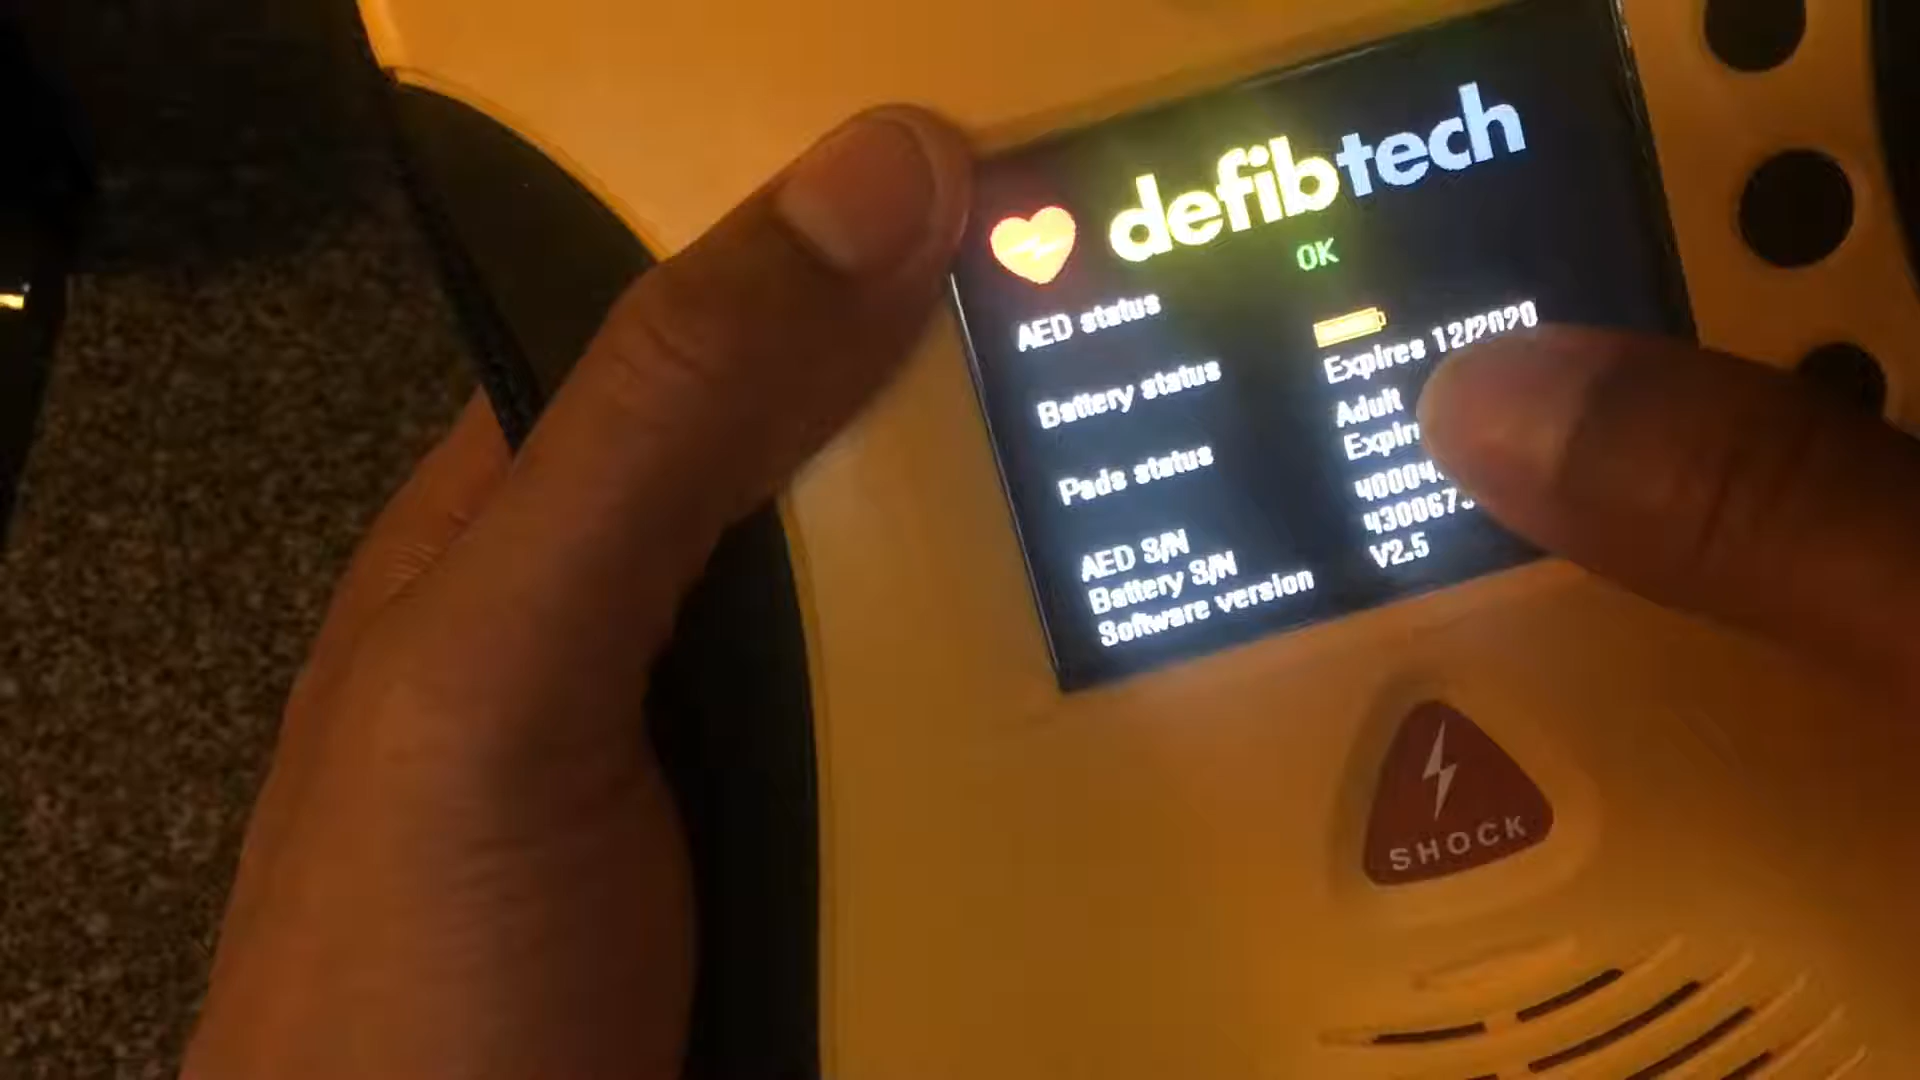 defibtech
AED status OK
Battery status
Expires 12/2020
Pads status Adult
AED S/N
Battery S/N
Software version V2.5
SHOCK